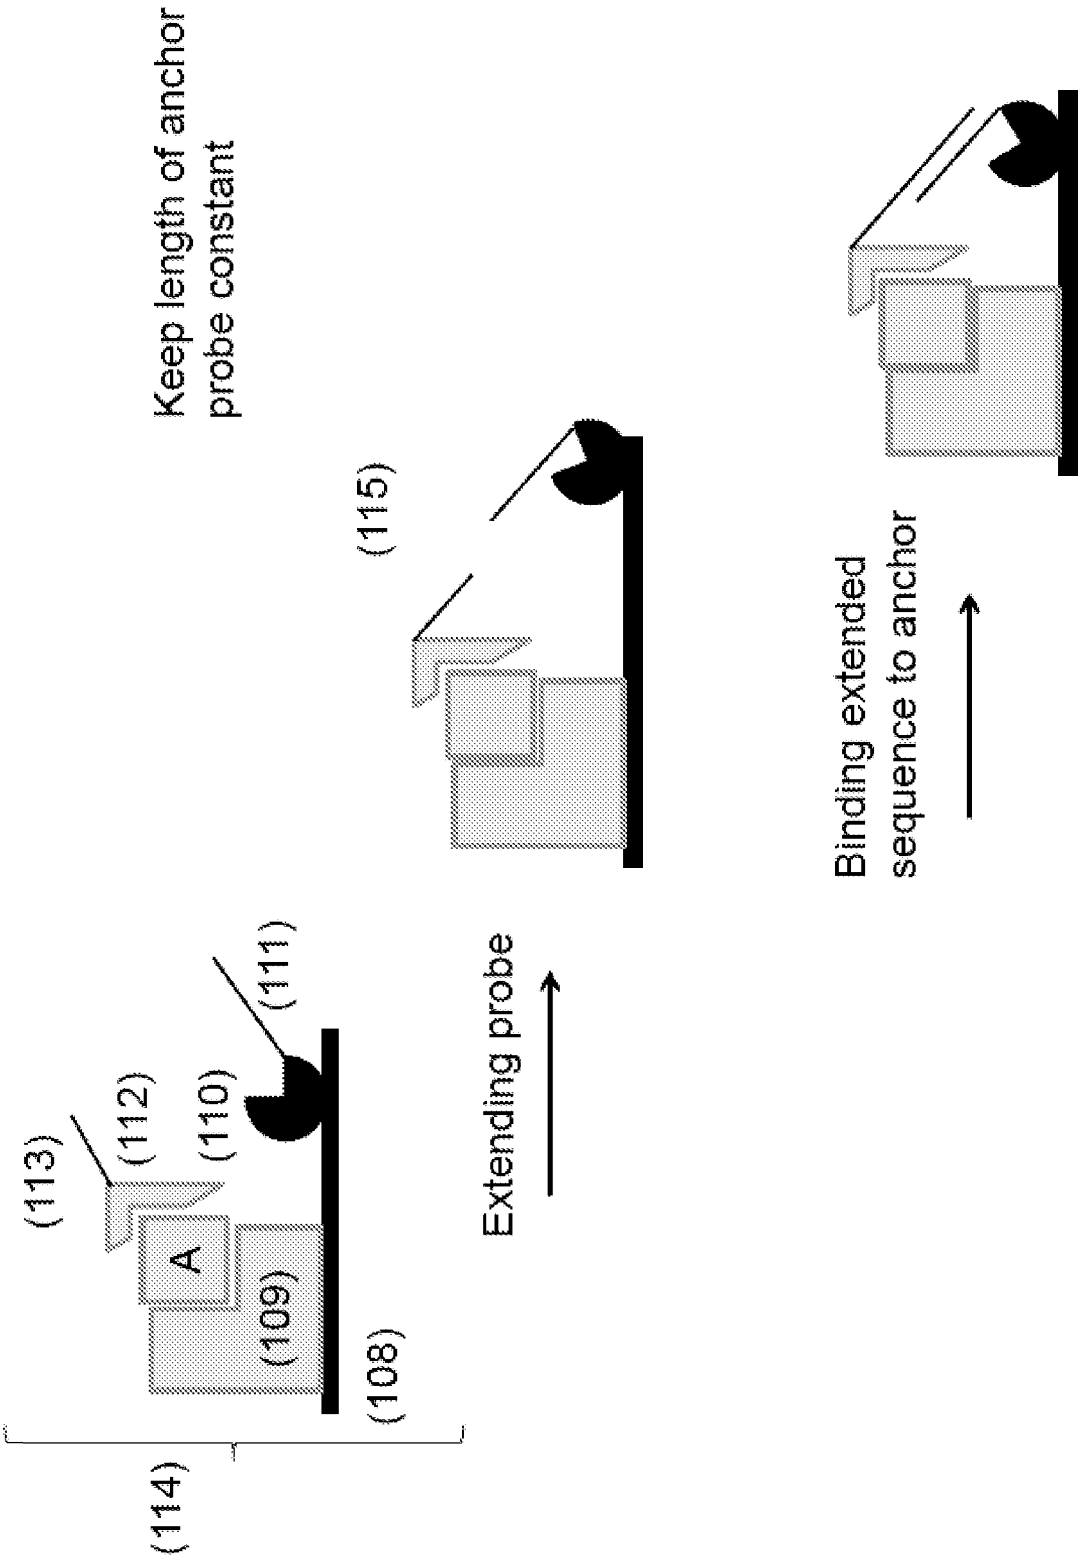 (114)
(113)
(112)
(110)
(111)
A
(109)
(108)
Extending probe
(115)
Keep length of anchor
probe constant
Binding extended
sequence to anchor